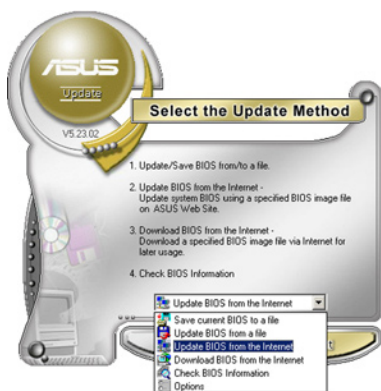 ASUS
Update
V5.23.02
Select the Update Method
1. Update/Save BIOS from/to a file.
2. Update BIOS from the Internet -
Update system BIOS using a specified BIOS image file
on ASUS Web Site.
3. Download BIOS from the Internet -
Download a specified BIOS image file via Internet for
later usage.
4. Check BIOS Information
Update BIOS from the Internet
Save current BIOS to a file
Update BIOS from a file
Update BIOS from the Internet
Download BIOS from the Internet
Check BIOS Information
Options